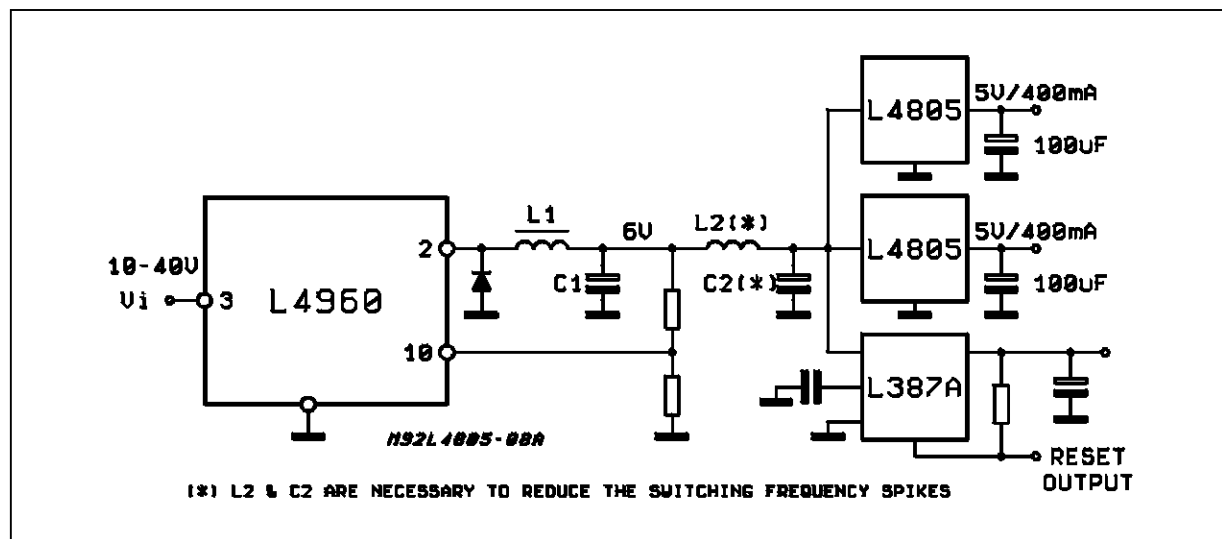 5V/400mA
L4805
100uF
L1
6V
L2(*)
5V/400mA
2
L4805
10-40V
C1
C2(*)
100uF
Vi
3
L4960
10
L387A
M92L4805-08A
RESET
OUTPUT
(*) L2 & C2 ARE NECESSARY TO REDUCE THE SWITCHING FREQUENCY SPIKES